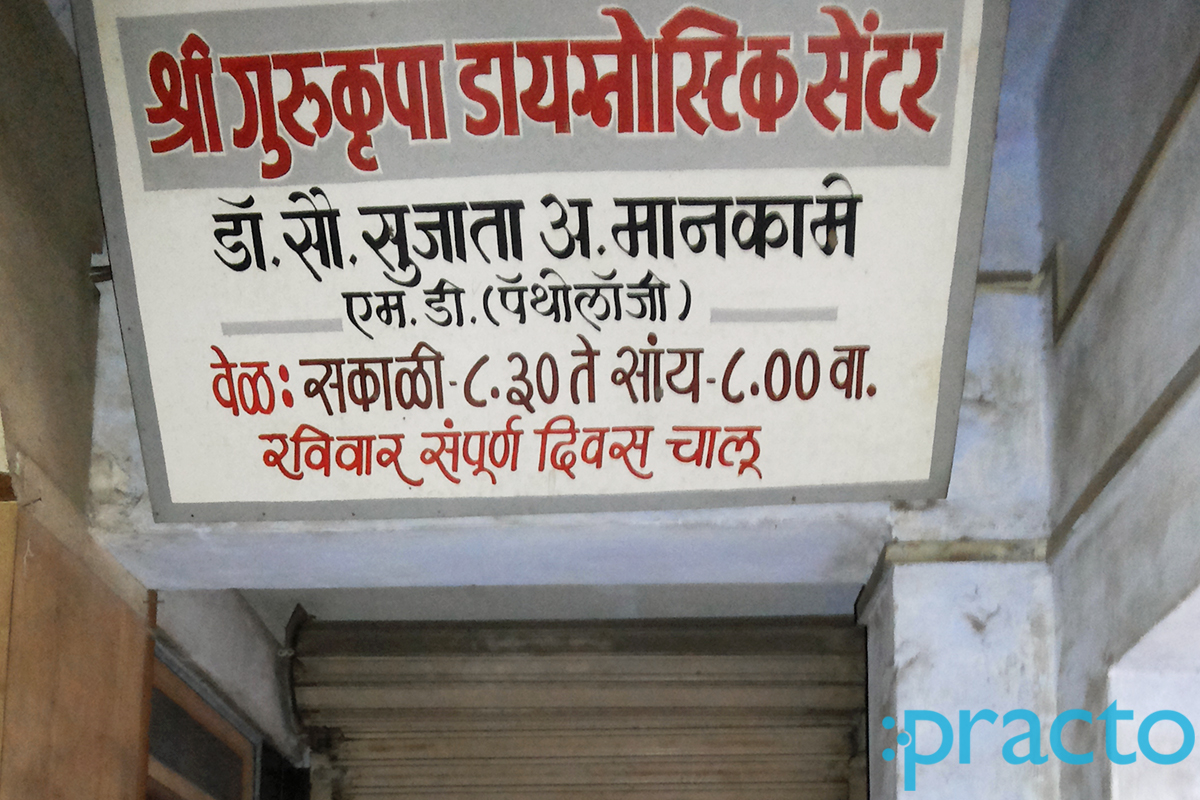 श्री गुरुकृपा डायग्नोस्टिक सेंटर
डॉ. सौ. सुजाता अ. मानकामे
एम. डी. (पॅथोलॉजी)
वेळ: सकाळी-८.३० ते सांय-८.०० वा.
रविवार संपूर्ण दिवस चालू
:practo